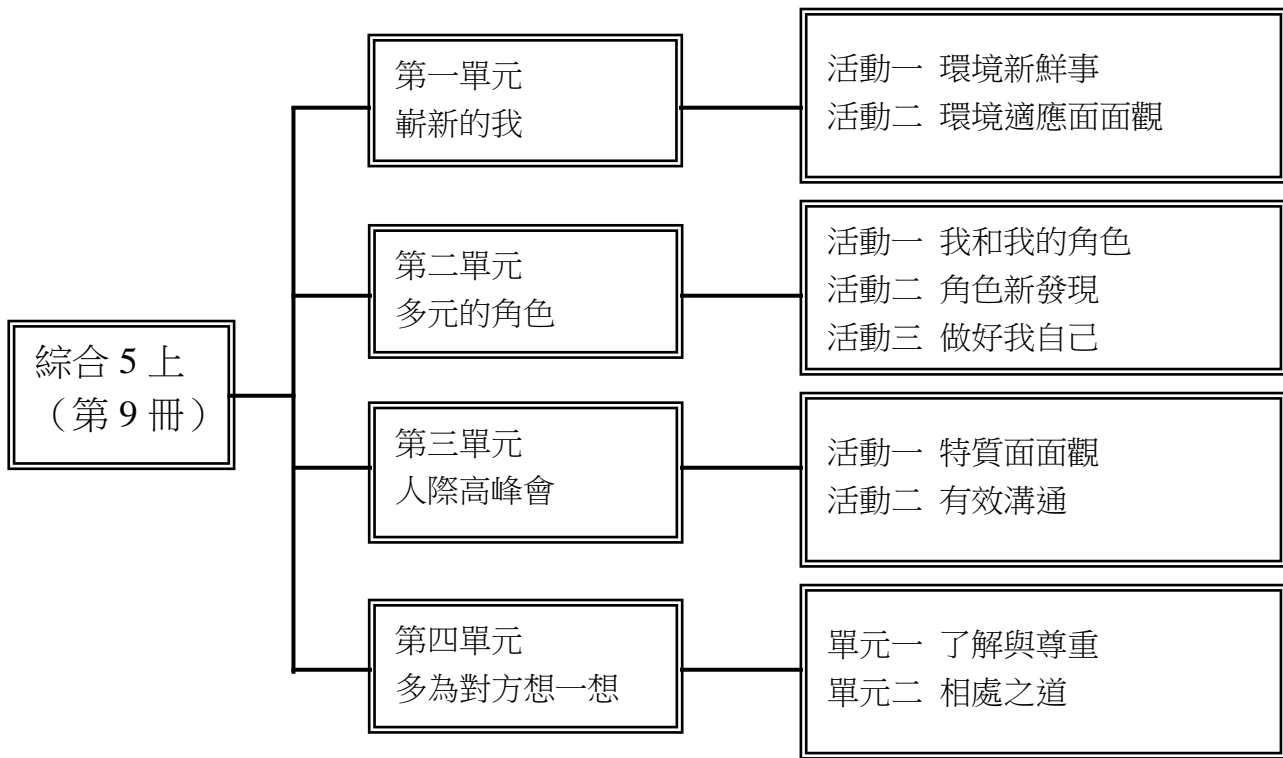 綜合 5 上
（第 9 冊）
第一單元
嶄新的我
活動一 環境新鮮事
活動二 環境適應面面觀
第二單元
多元的角色
活動一 我和我的角色
活動二 角色新發現
活動三 做好我自己
第三單元
人際高峰會
活動一 特質面面觀
活動二 有效溝通
第四單元
多為對方想一想
單元一 了解與尊重
單元二 相處之道